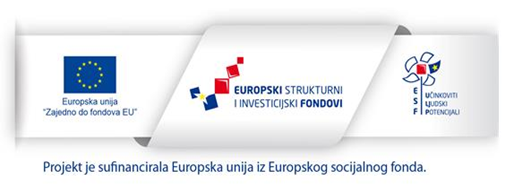 Europska unija
"Zajedno do fondova EU"
EUROPSKI STRUKTURNI
I INVESTICIJSKI FONDOVI
E S F
UČINKOVITI
LJUDSKI
POTENCIJALI
Projekt je sufinancirala Europska unija iz Europskog socijalnog fonda.